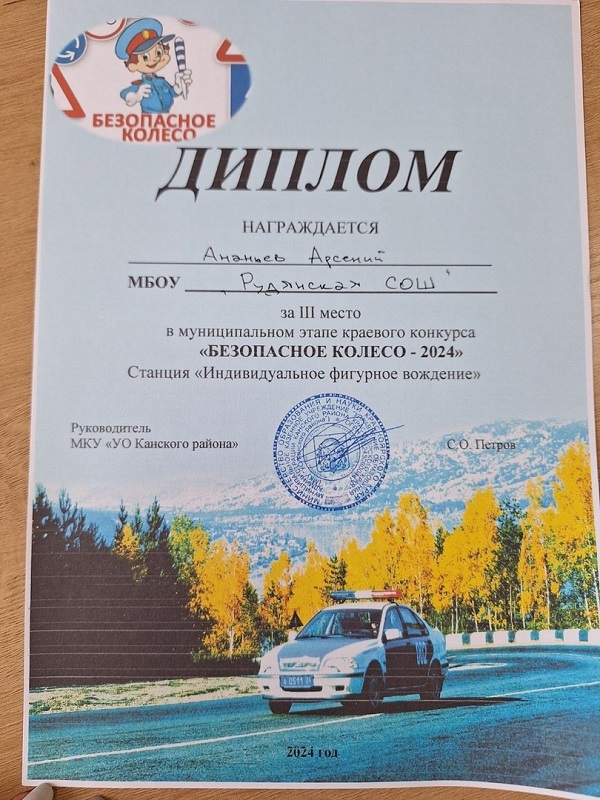 БЕЗОПАСНОЕ
КОЛЕСО
ДИПЛОМ
НАГРАЖДАЕТСЯ
Ананьев Арсений
МБОУ "Рудянская СОШ"
за III место
в муниципальном этапе краевого конкурса
«БЕЗОПАСНОЕ КОЛЕСО - 2024»
Станция «Индивидуальное фигурное вождение»
Руководитель
МКУ «УО Канского района»
С.О. Петров
2024 год